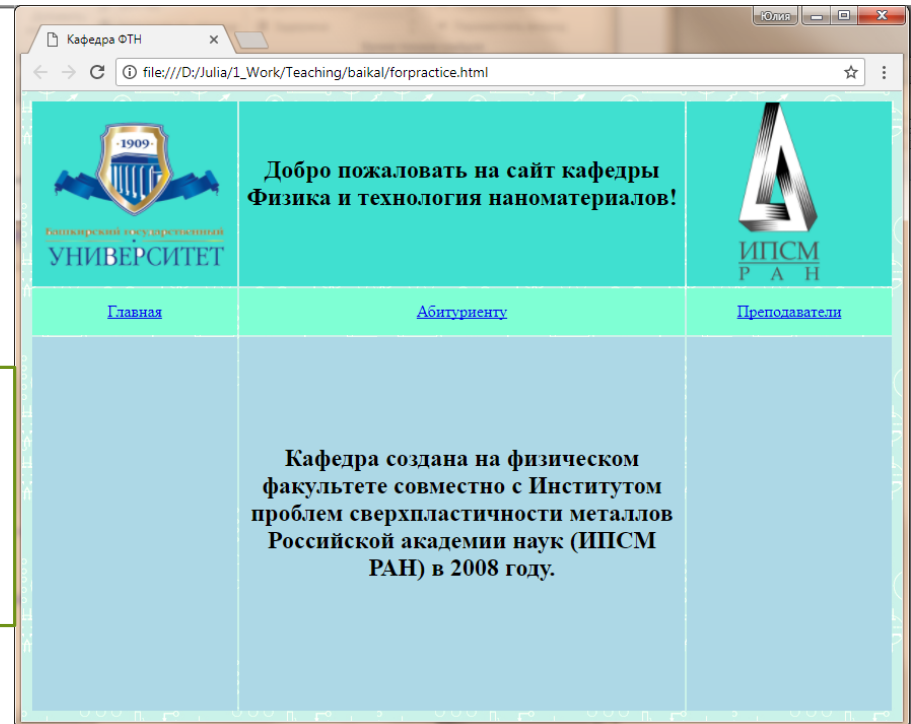 Юлия
Кафедра ФТН
file:///D:/Julia/1_Work/Teaching/baikal/forpractice.html
·1909·
Башкирский государственный
УНИВЕРСИТЕТ
Добро пожаловать на сайт кафедры
Физика и технология наноматериалов!
ИПСМ
РАН
Главная
Абитуриенту
Преподаватели
Кафедра создана на физическом
факультете совместно с Институтом
проблем сверхпластичности металлов
Российской академии наук (ИПСМ
РАН) в 2008 году.